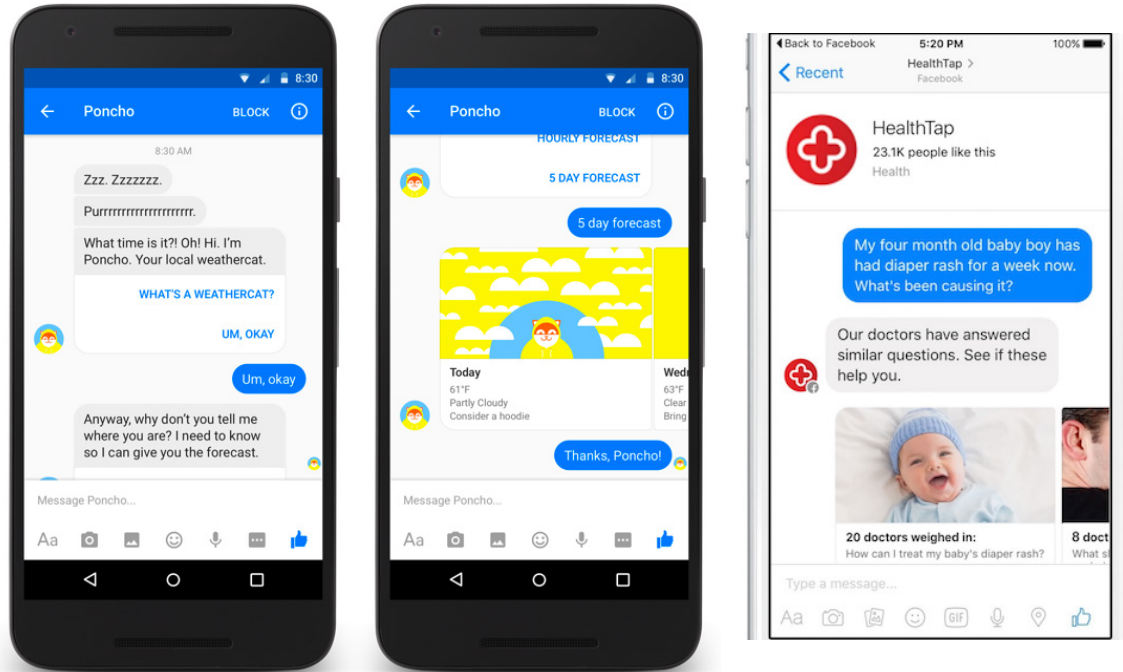 8:30
Poncho
BLOCK
8:30 AM
Zzz. Zzzzzzz.
Purrrrrrrrrrrrrrrrrrrrr.
What time is it?! Oh! Hi. I'm
Poncho. Your local weathercat.
WHAT'S A WEATHERCAT?
UM, OKAY
Um, okay
Anyway, why don't you tell me
where you are? I need to know
so I can give you the forecast.
Message Poncho...
Aa
8:30
Poncho
BLOCK
HOURLY FORECAST
5 DAY FORECAST
5 day forecast
Today
61°F
Partly Cloudy
Consider a hoodie
63°F
Clear
Bring
Thanks, Poncho!
Message Poncho...
Aa
Back to Facebook
5:20 PM
100%
Recent
HealthTap
Facebook
HealthTap
23.1K people like this
Health
My four month old baby boy has
had diaper rash for a week now.
What's been causing it?
Our doctors have answered
similar questions. See if these
help you.
20 doctors weighed in:
How can I treat my baby's diaper rash?
8 doct
What s
Type a message...
Aa
GIF